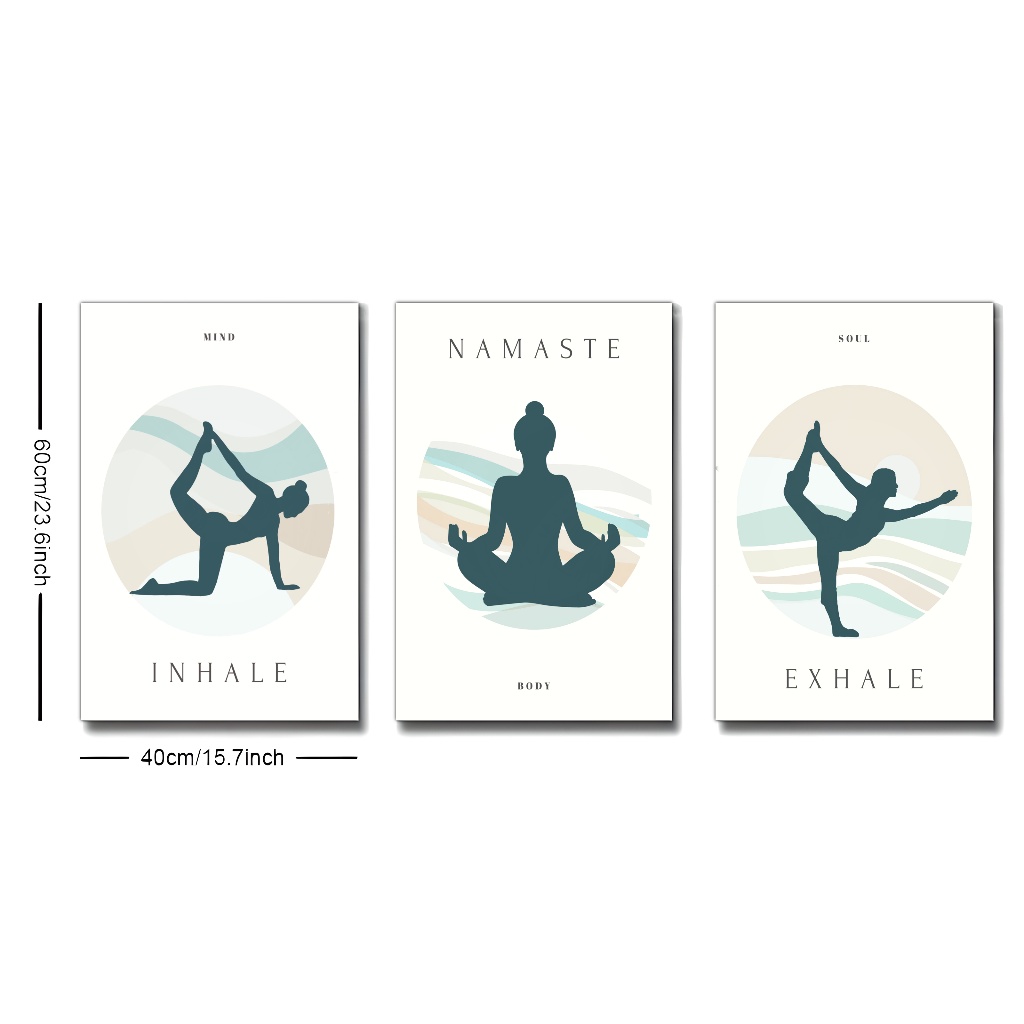 MIND
INHALE
NAMASTE
BODY
SOUL
EXHALE
60cm/23.6inch
40cm/15.7inch